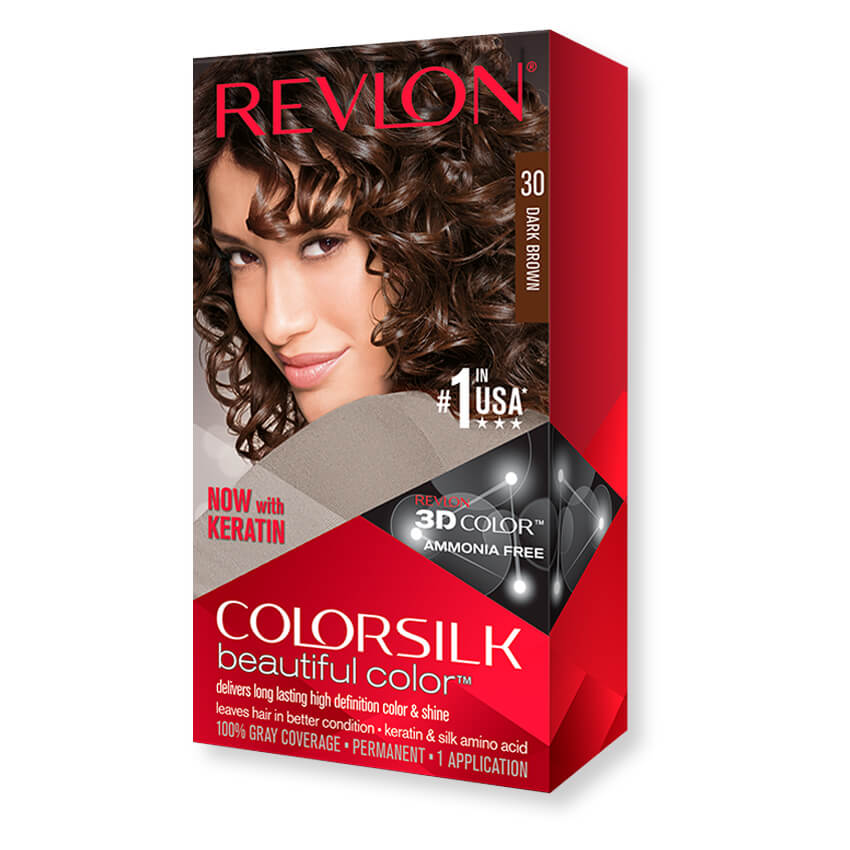 REVLON®
30
DARK BROWN
#1 IN USA*
NOW with
KERATIN
REVLON
3D COLOR™
AMMONIA FREE
COLORSILK
beautiful color™
delivers long lasting high definition color & shine
leaves hair in better condition • keratin & silk amino acid
100% GRAY COVERAGE • PERMANENT • 1 APPLICATION